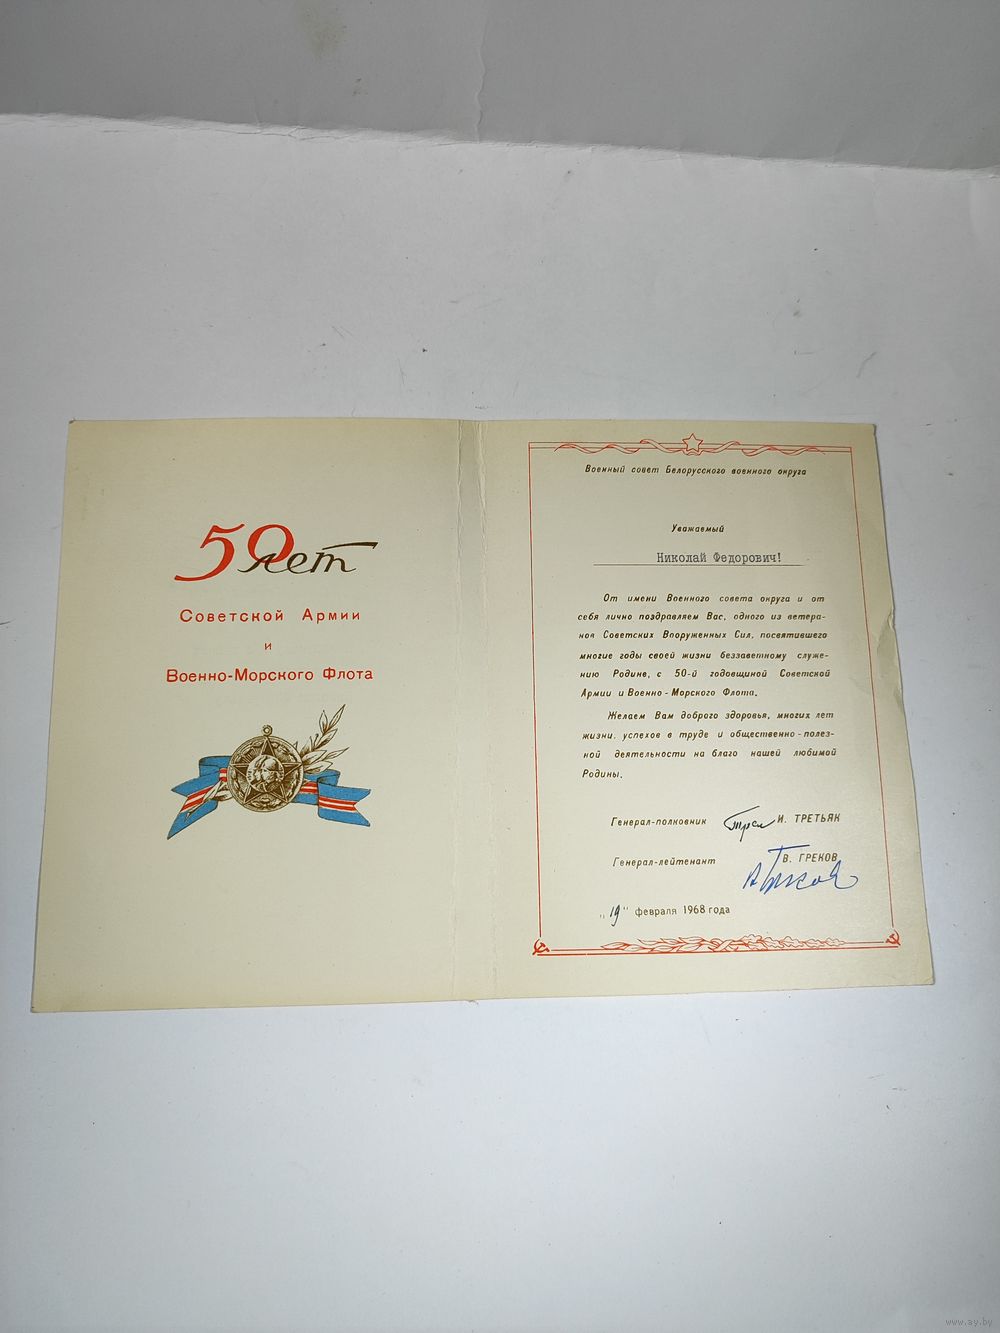 50 лет
Советской Армии
и
Военно-Морского Флота
Военный совет Белорусского военного округа
Уважаемый
Николай Федорович!
От имени Военного совета округа и от
себя лично поздравляем Вас, одного из ветера-
нов Советских Вооруженных Сил, посвятившего
многие годы своей жизни беззаветному служе-
нию Родине, с 50-й годовщиной Советской
Армии и Военно-Морского Флота.
Желаем Вам доброго здоровья, многих лет
жизни, успехов в труде и общественно-полез-
ной деятельности на благо нашей любимой
Родины.
Генерал-полковник И. ТРЕТЬЯК
Генерал-лейтенант В. ГРЕКОВ
„19" февраля 1968 года
www.ay.by